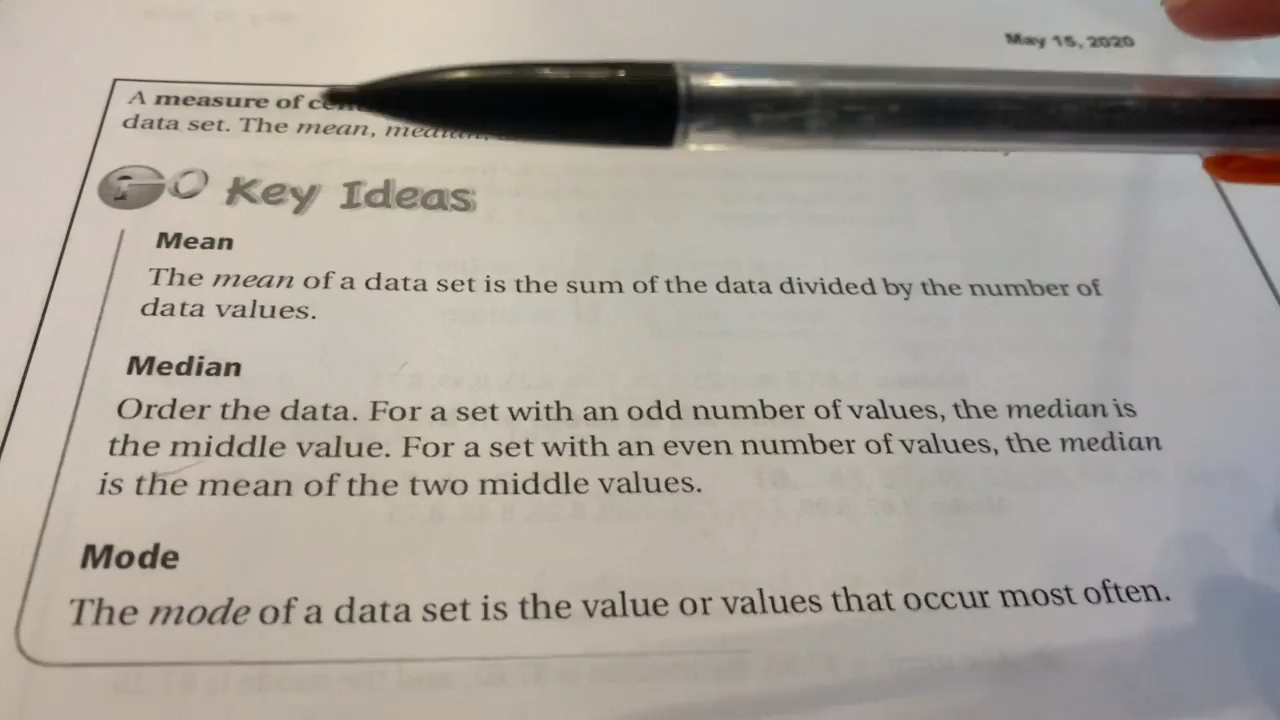 May 15, 2020
A measure of
data set. The mean, median,
Key Ideas
Mean
The mean of a data set is the sum of the data divided by the number of
data values.
Median
Order the data. For a set with an odd number of values, the median is
the middle value. For a set with an even number of values, the median
is the mean of the two middle values.
Mode
The mode of a data set is the value or values that occur most often.